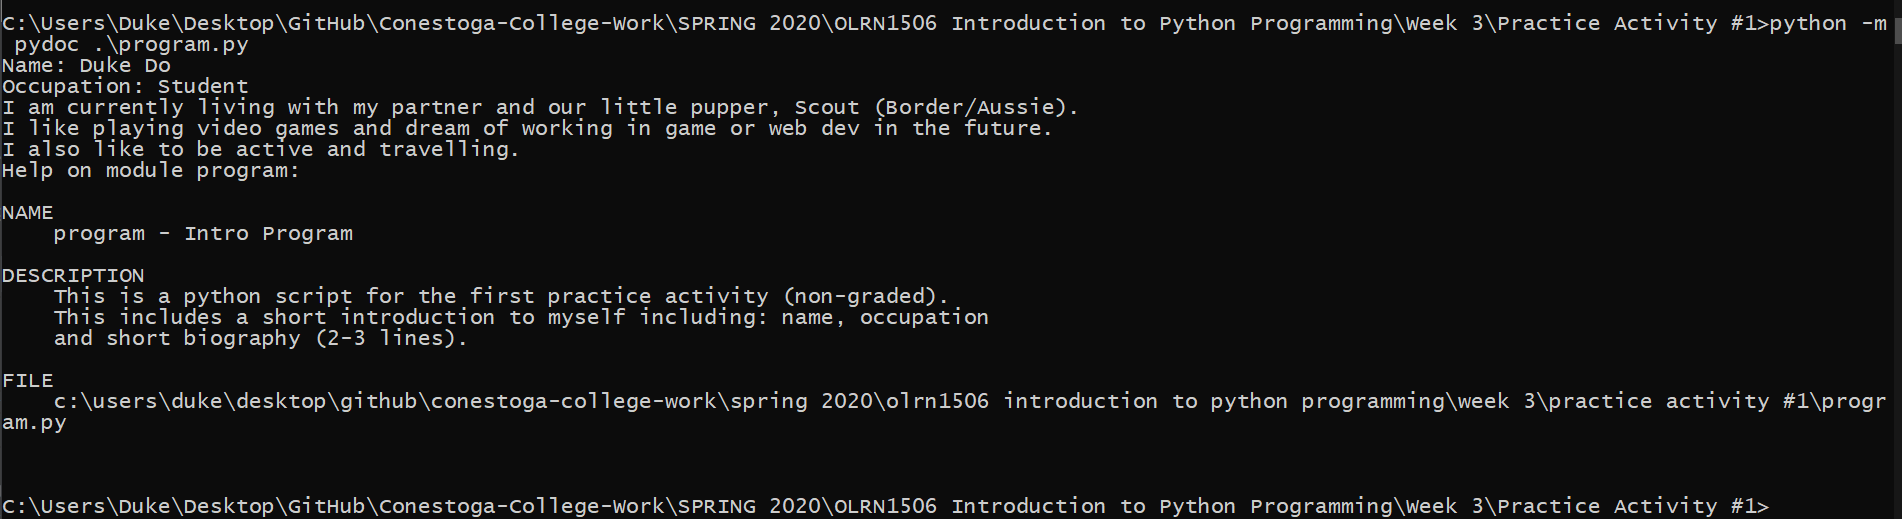 C:\Users\Duke\Desktop\GitHub\Conestoga-College-Work\SPRING 2020\OLRN1506 Introduction to Python Programming\Week 3\Practice Activity #1>python -m
 pydoc .\program.py
Name: Duke Do
Occupation: Student
I am currently living with my partner and our little pupper, Scout (Border/Aussie).
I like playing video games and dream of working in game or web dev in the future.
I also like to be active and travelling.
Help on module program:

NAME
    program - Intro Program

DESCRIPTION
    This is a python script for the first practice activity (non-graded).
    This includes a short introduction to myself including: name, occupation
    and short biography (2-3 lines).

FILE
    c:\users\duke\desktop\github\conestoga-college-work\spring 2020\olrn1506 introduction to python programming\week 3\practice activity #1\progr
am.py

C:\Users\Duke\Desktop\GitHub\Conestoga-College-Work\SPRING 2020\OLRN1506 Introduction to Python Programming\Week 3\Practice Activity #1>